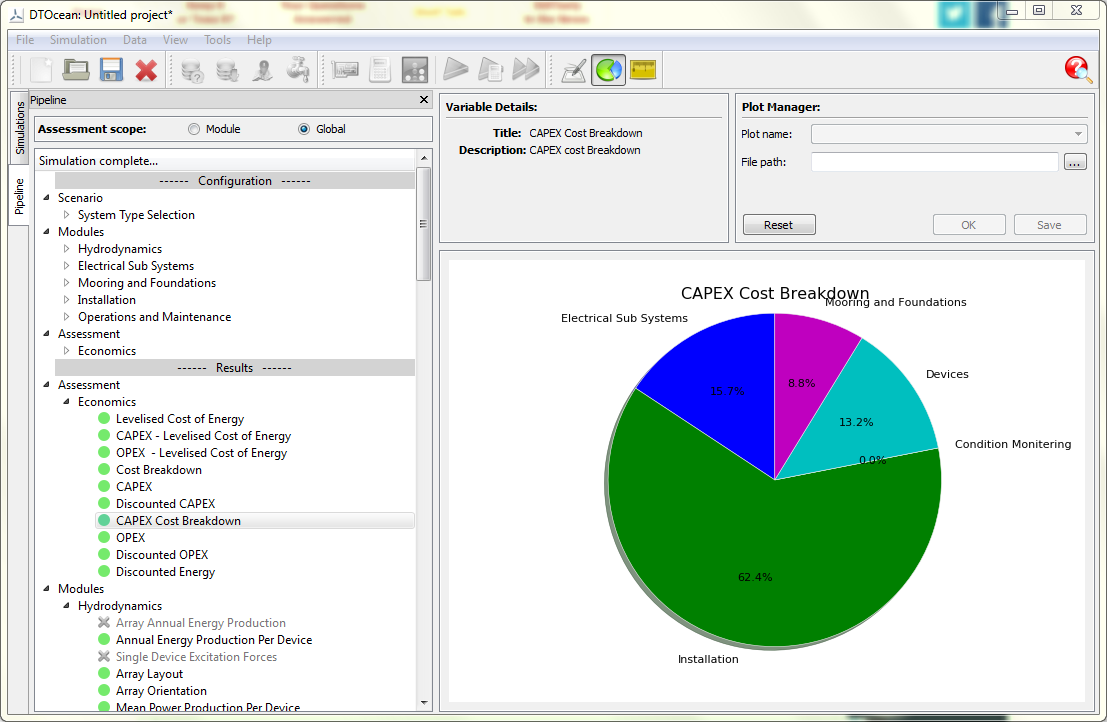 DTOcean: Untitled project*
File Simulation Data View Tools Help
Simulations
Pipeline
Pipeline
Assessment scope: Module Global
Simulation complete...
------ Configuration ------
Scenario
System Type Selection
Modules
Hydrodynamics
Electrical Sub Systems
Mooring and Foundations
Installation
Operations and Maintenance
Assessment
Economics
------ Results ------
Assessment
Economics
Levelised Cost of Energy
CAPEX - Levelised Cost of Energy
OPEX - Levelised Cost of Energy
Cost Breakdown
CAPEX
Discounted CAPEX
CAPEX Cost Breakdown
OPEX
Discounted OPEX
Discounted Energy
Modules
Hydrodynamics
Array Annual Energy Production
Annual Energy Production Per Device
Single Device Excitation Forces
Array Layout
Array Orientation
Mean Power Production Per Device
Variable Details:
Title: CAPEX Cost Breakdown
Description: CAPEX cost Breakdown
Plot Manager:
Plot name:
File path: ...
Reset OK Save
CAPEX Cost Breakdown
Mooring and Foundations
Electrical Sub Systems
Devices
8.8%
15.7%
13.2%
Condition Monitering
0.0%
62.4%
Installation